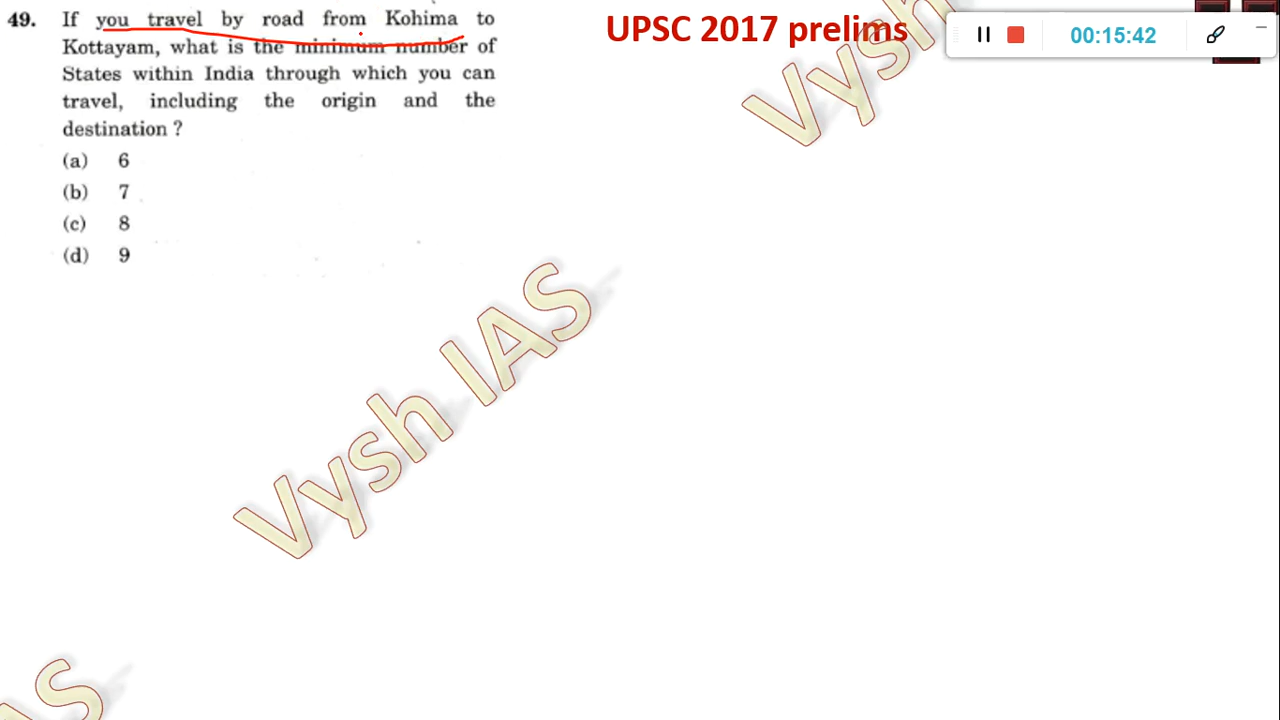 UPSC 2017 prelims
00:15:42
49. If you travel by road from Kohima to
Kottayam, what is the minimum number of
States within India through which you can
travel, including the origin and the
destination ?
(a) 6
(b) 7
(c) 8
(d) 9
Vysh
Vysh IAS
AS